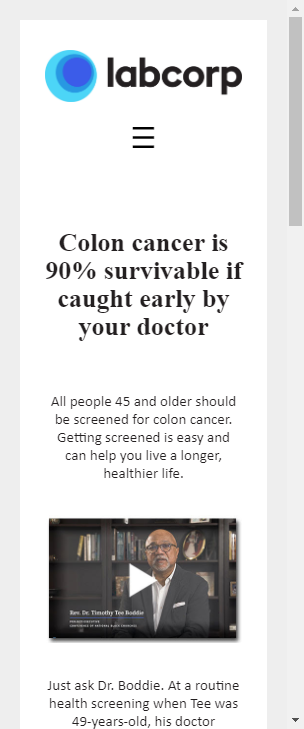 labcorp
Colon cancer is
90% survivable if
caught early by
your doctor
All people 45 and older should
be screened for colon cancer.
Getting screened is easy and
can help you live a longer,
healthier life.
Rev. Dr. Timothy Tee Boddie
Just ask Dr. Boddie. At a routine
health screening when Tee was
49-years-old, his doctor